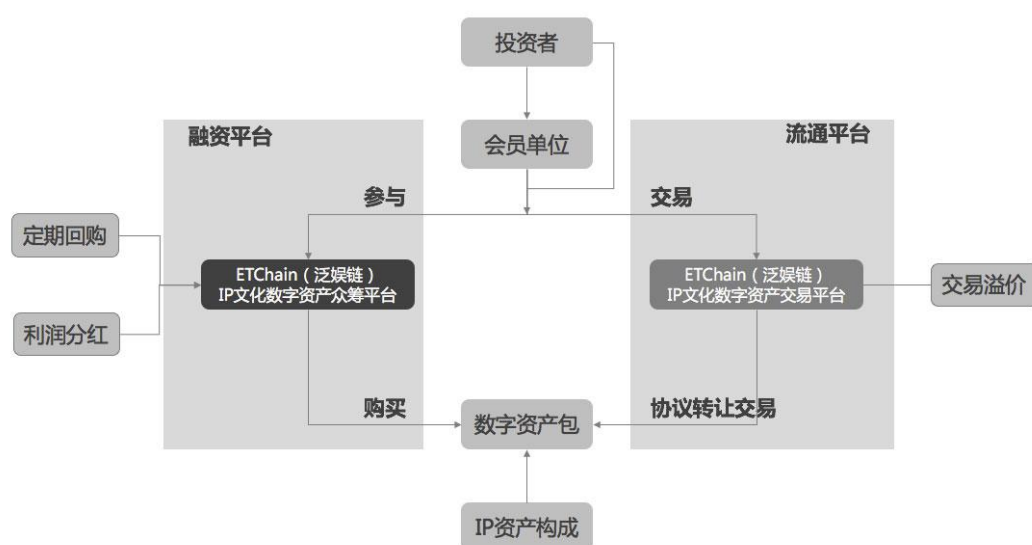 投资者
融资平台
会员单位
流通平台
参与
交易
定期回购
ETChain（泛娱链）
IP文化数字资产众筹平台
ETChain（泛娱链）
IP文化数字资产交易平台
交易溢价
利润分红
购买
数字资产包
协议转让交易
IP资产构成